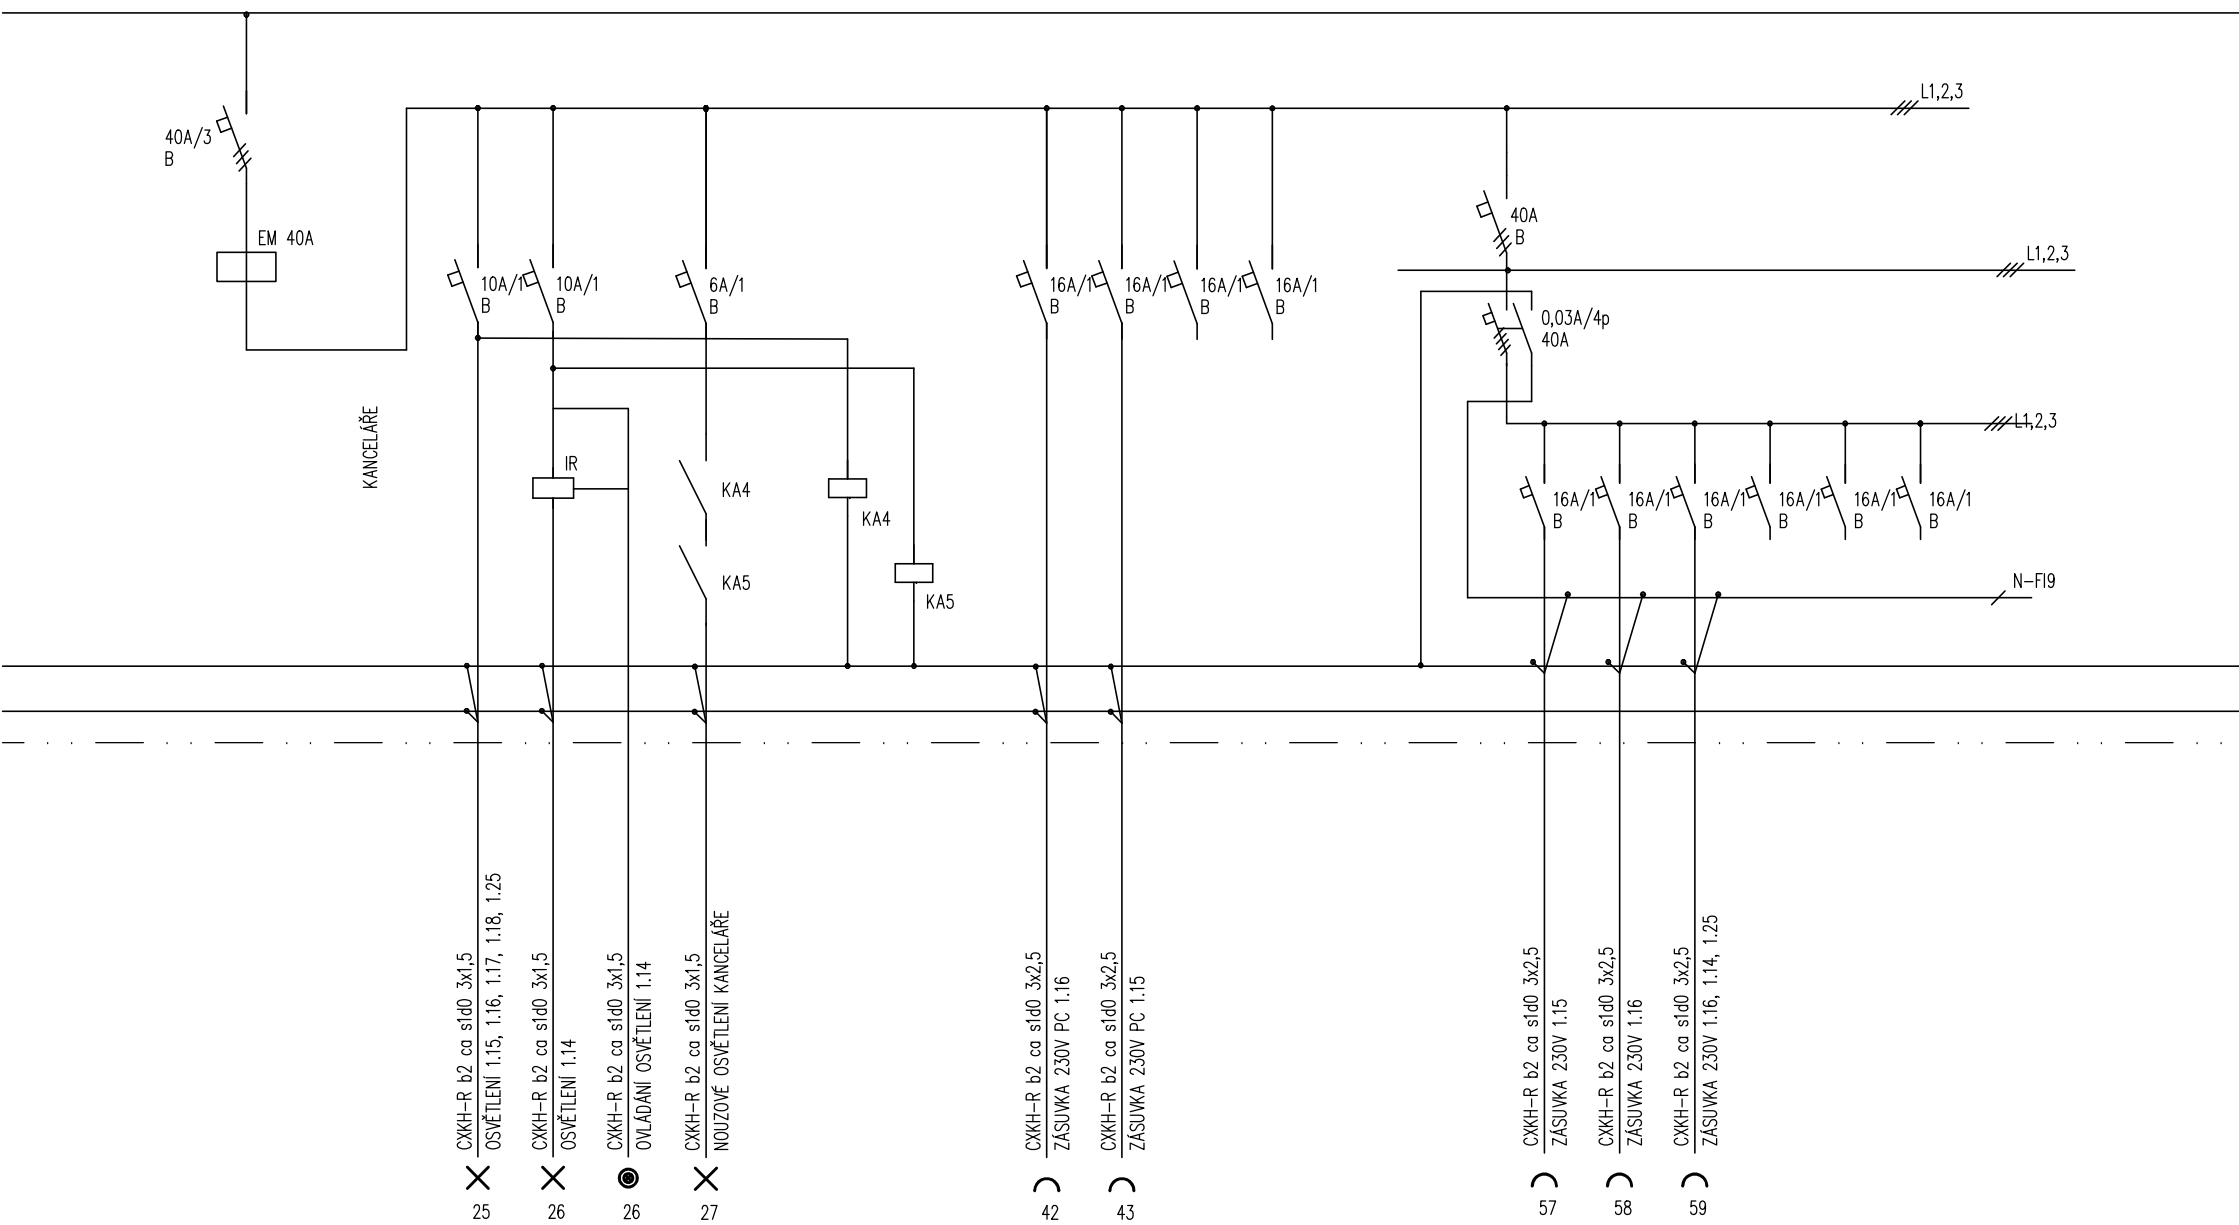 L1,2,3
40A/3
B
EM 40A
KANCELÁŘE
10A/1
B
10A/1
B
6A/1
B
16A/1
B
16A/1
B
16A/1
B
16A/1
B
40A
B
L1,2,3
0,03A/4p
40A
L1,2,3
IR
KA4
KA4
KA5
KA5
16A/1
B
16A/1
B
16A/1
B
16A/1
B
16A/1
B
16A/1
B
N-FI9
CXKH-R b2 ca s1d0 3x1,5
OSVĚTLENÍ 1.15, 1.16, 1.17, 1.18, 1.25
CXKH-R b2 ca s1d0 3x1,5
OSVĚTLENÍ 1.14
CXKH-R b2 ca s1d0 3x1,5
OVLÁDÁNÍ OSVĚTLENÍ 1.14
CXKH-R b2 ca s1d0 3x1,5
NOUZOVÉ OSVĚTLENÍ KANCELÁŘE
CXKH-R b2 ca s1d0 3x2,5
ZÁSUVKA 230V PC 1.16
CXKH-R b2 ca s1d0 3x2,5
ZÁSUVKA 230V PC 1.15
CXKH-R b2 ca s1d0 3x2,5
ZÁSUVKA 230V 1.15
CXKH-R b2 ca s1d0 3x2,5
ZÁSUVKA 230V 1.16
CXKH-R b2 ca s1d0 3x2,5
ZÁSUVKA 230V 1.16, 1.14, 1.25
25
26
26
27
42
43
57
58
59